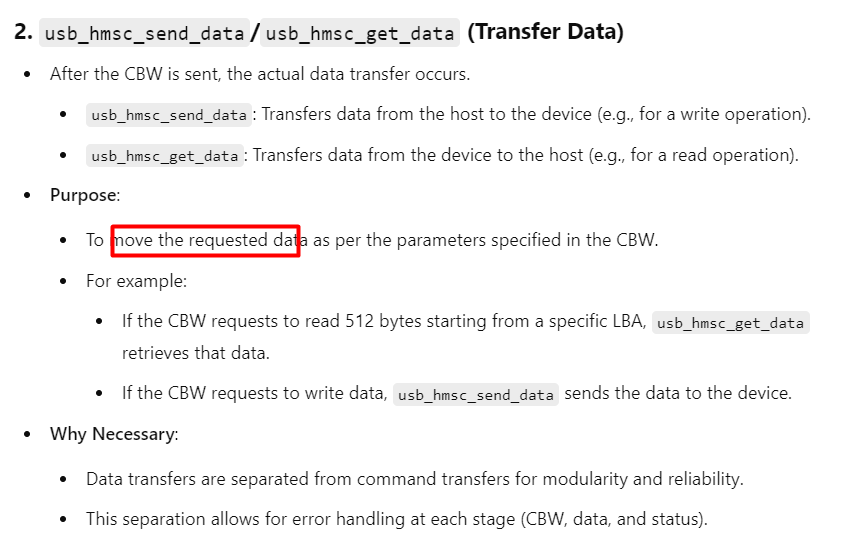 2. usb_hmsc_send_data/usb_hmsc_get_data (Transfer Data)
• After the CBW is sent, the actual data transfer occurs.
• usb_hmsc_send_data: Transfers data from the host to the device (e.g., for a write operation).
• usb_hmsc_get_data: Transfers data from the device to the host (e.g., for a read operation).
• Purpose:
• To move the requested data as per the parameters specified in the CBW.
• For example:
• If the CBW requests to read 512 bytes starting from a specific LBA, usb_hmsc_get_data
retrieves that data.
• If the CBW requests to write data, usb_hmsc_send_data sends the data to the device.
• Why Necessary:
• Data transfers are separated from command transfers for modularity and reliability.
• This separation allows for error handling at each stage (CBW, data, and status).